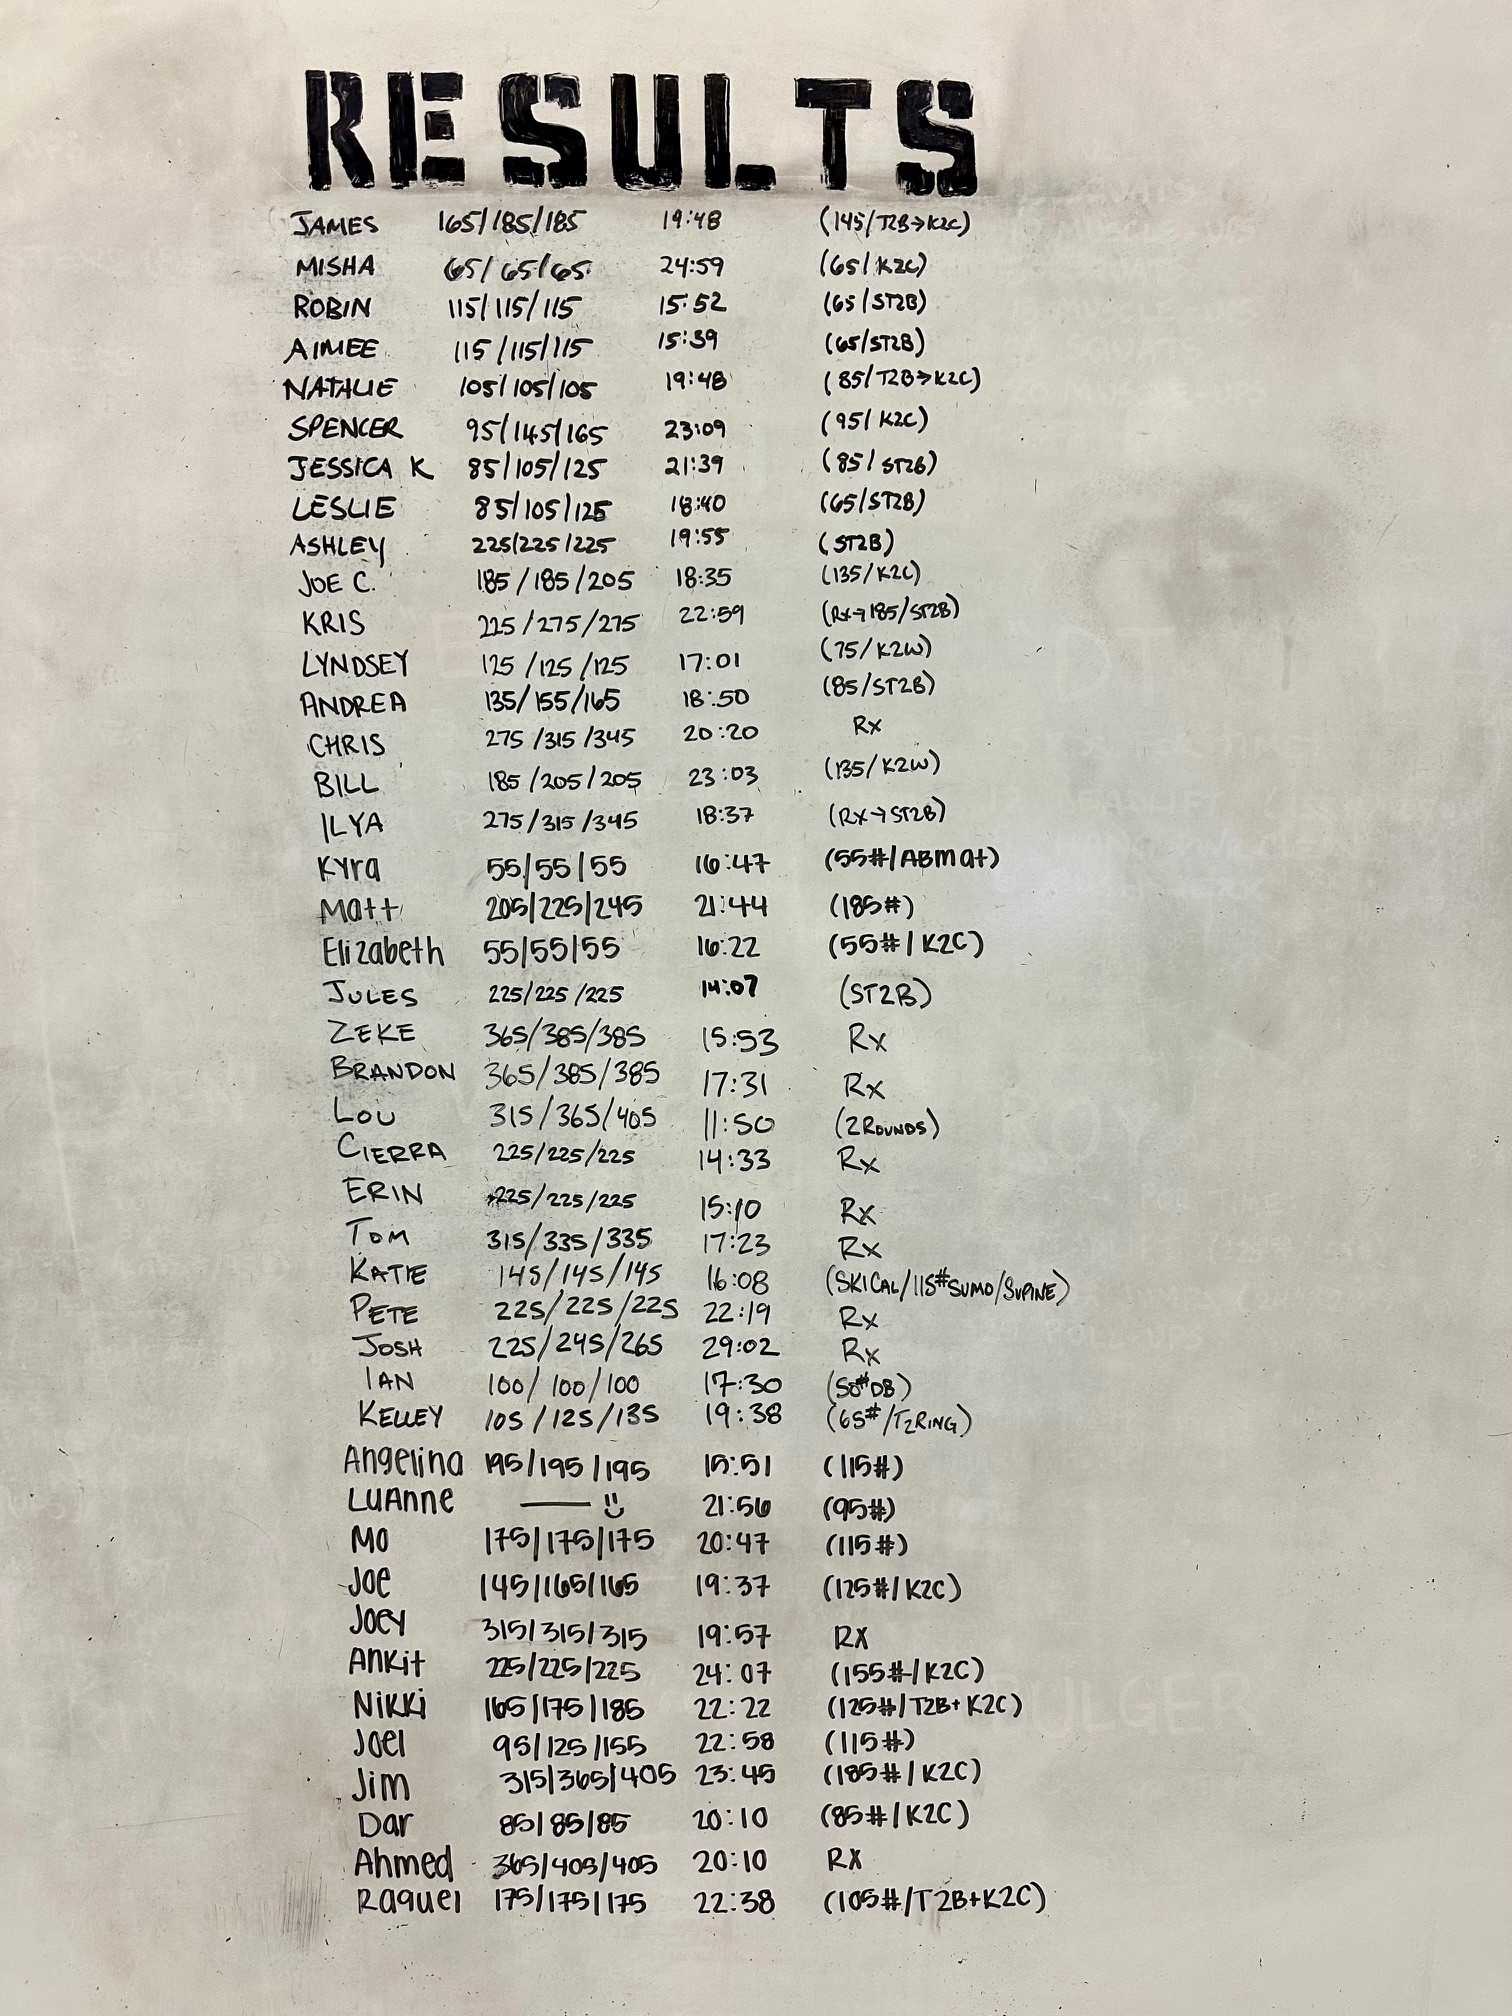 RESULTS
JAMES 165/185/185 19:48 (145/T2B→K2C)
MISHA 65/65/65 24:59 (65/K2C)
ROBIN 115/115/115 15:52 (65/ST2B)
AIMEE 115/115/115 15:39 (65/ST2B)
NATALIE 105/105/105 19:48 (85/T2B→K2C)
SPENCER 95/145/165 23:09 (95/K2C)
JESSICA K 85/105/125 21:39 (85/ST2B)
LESLIE 85/105/125 18:40 (65/ST2B)
ASHLEY 225/225/225 19:55 (ST2B)
JOE C. 185/185/205 18:35 (135/K2C)
KRIS 225/275/275 22:59 (Rx→185/ST2B)
LYNDSEY 125/125/125 17:01 (75/K2W)
ANDREA 135/155/165 18:50 (85/ST2B)
CHRIS 275/315/345 20:20 Rx
BILL 185/205/205 23:03 (135/K2W)
ILYA 275/315/345 18:37 (RX→ST2B)
Kyra 55/55/55 16:47 (55#/ABMat)
Matt 205/225/245 21:44 (185#)
Elizabeth 55/55/55 16:22 (55#/K2C)
JULES 225/225/225 14:07 (ST2B)
ZEKE 365/385/385 15:53 Rx
BRANDON 365/385/385 17:31 Rx
LOU 315/365/405 11:50 (2 ROUNDS)
CIERRA 225/225/225 14:33 Rx
ERIN 225/225/225 15:10 Rx
TOM 315/335/335 17:23 Rx
KATIE 145/145/145 16:08 (SKICAL/115#SUMO/SUPINE)
PETE 225/225/225 22:19 Rx
JOSH 225/245/265 29:02 Rx
IAN 100/100/100 17:30 (50#DB)
KELLEY 105/125/135 19:38 (65#/T2RING)
Angelina 195/195/195 15:51 (115#)
LuAnne — 21:56 (95#)
Mo 175/175/175 20:47 (115#)
Joe 145/165/165 19:37 (125#/K2C)
Joey 315/315/315 19:57 RX
Ankit 225/225/225 24:07 (155#/K2C)
Nikki 165/175/185 22:22 (125#/T2B+K2C)
Joel 95/125/155 22:58 (115#)
Jim 315/365/405 23:45 (185#/K2C)
Dar 85/85/85 20:10 (85#/K2C)
Ahmed 365/405/405 20:10 RX
Raquel 175/175/175 22:38 (105#/T2B+K2C)